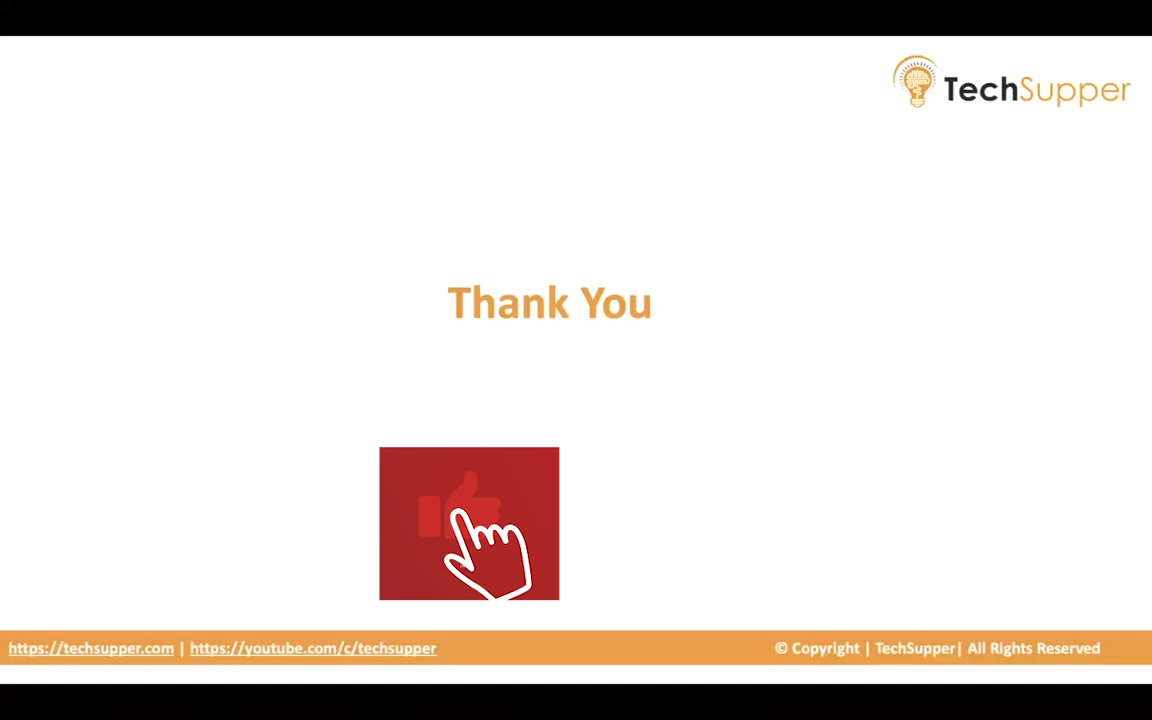 TechSupper
Thank You
https://techsupper.com | https://youtube.com/c/techsupper
© Copyright | TechSupper| All Rights Reserved